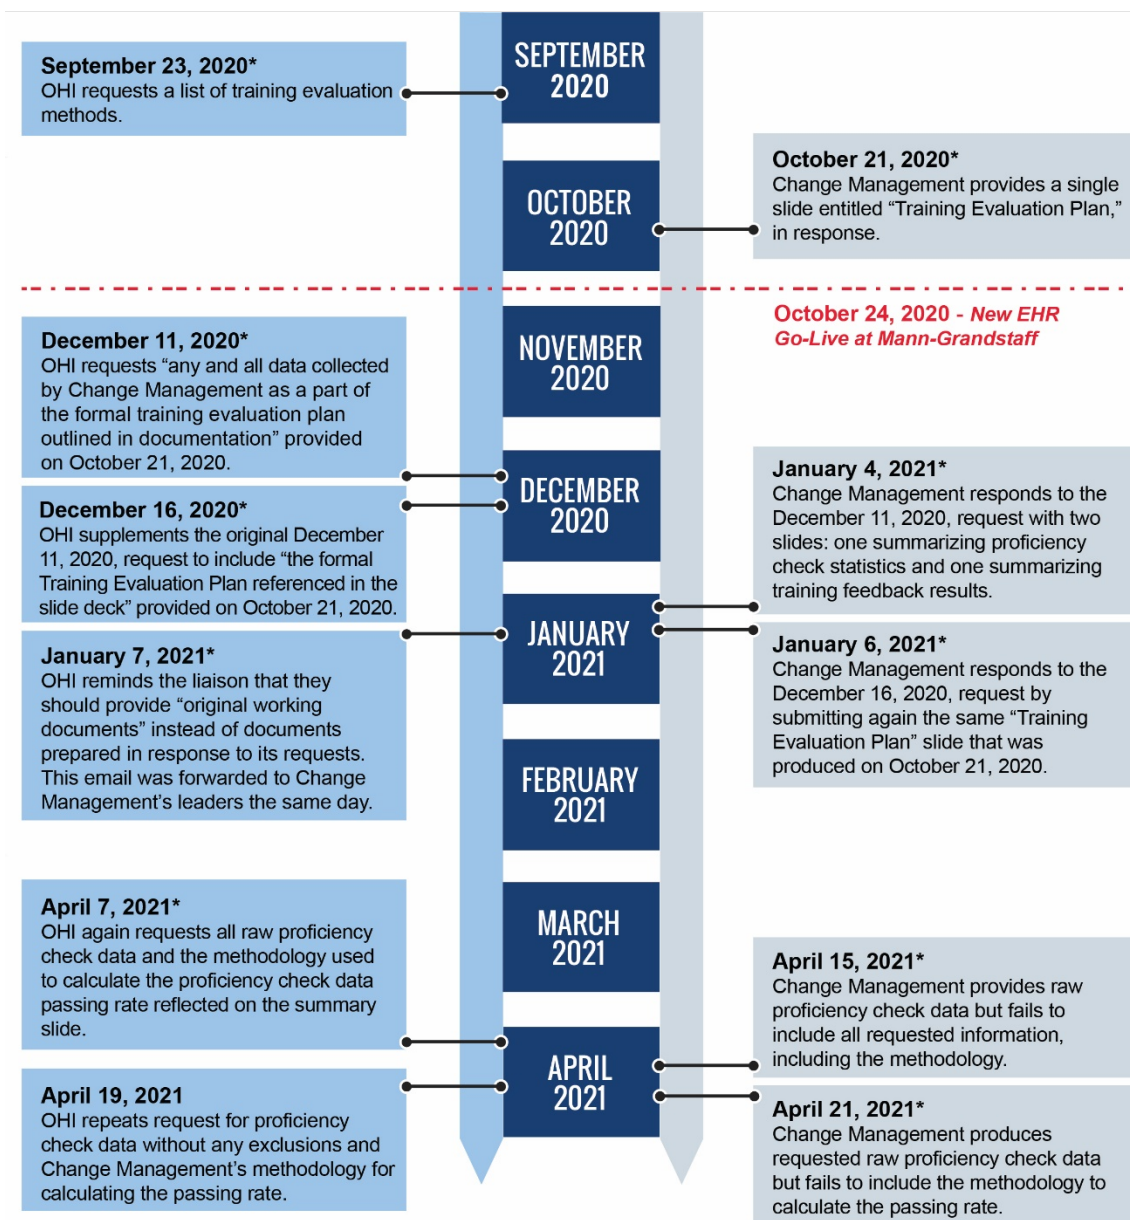 SEPTEMBER
2020
September 23, 2020*
OHI requests a list of training evaluation
methods.
OCTOBER
2020
October 21, 2020*
Change Management provides a single
slide entitled “Training Evaluation Plan,”
in response.
October 24, 2020 - New EHR
Go-Live at Mann-Grandstaff
NOVEMBER
2020
December 11, 2020*
OHI requests “any and all data collected
by Change Management as a part of
the formal training evaluation plan
outlined in documentation” provided
on October 21, 2020.
DECEMBER
2020
December 16, 2020*
OHI supplements the original December
11, 2020, request to include “the formal
Training Evaluation Plan referenced in the
slide deck” provided on October 21, 2020.
January 4, 2021*
Change Management responds to the
December 11, 2020, request with two
slides: one summarizing proficiency
check statistics and one summarizing
training feedback results.
JANUARY
2021
January 7, 2021*
OHI reminds the liaison that they
should provide “original working
documents” instead of documents
prepared in response to its requests.
This email was forwarded to Change
Management’s leaders the same day.
January 6, 2021*
Change Management responds to the
December 16, 2020, request by
submitting again the same “Training
Evaluation Plan” slide that was
produced on October 21, 2020.
FEBRUARY
2021
MARCH
2021
April 7, 2021*
OHI again requests all raw proficiency
check data and the methodology used
to calculate the proficiency check data
passing rate reflected on the summary
slide.
April 15, 2021*
Change Management provides raw
proficiency check data but fails to
include all requested information,
including the methodology.
APRIL
2021
April 19, 2021
OHI repeats request for proficiency
check data without any exclusions and
Change Management’s methodology for
calculating the passing rate.
April 21, 2021*
Change Management produces
requested raw proficiency check data
but fails to include the methodology to
calculate the passing rate.